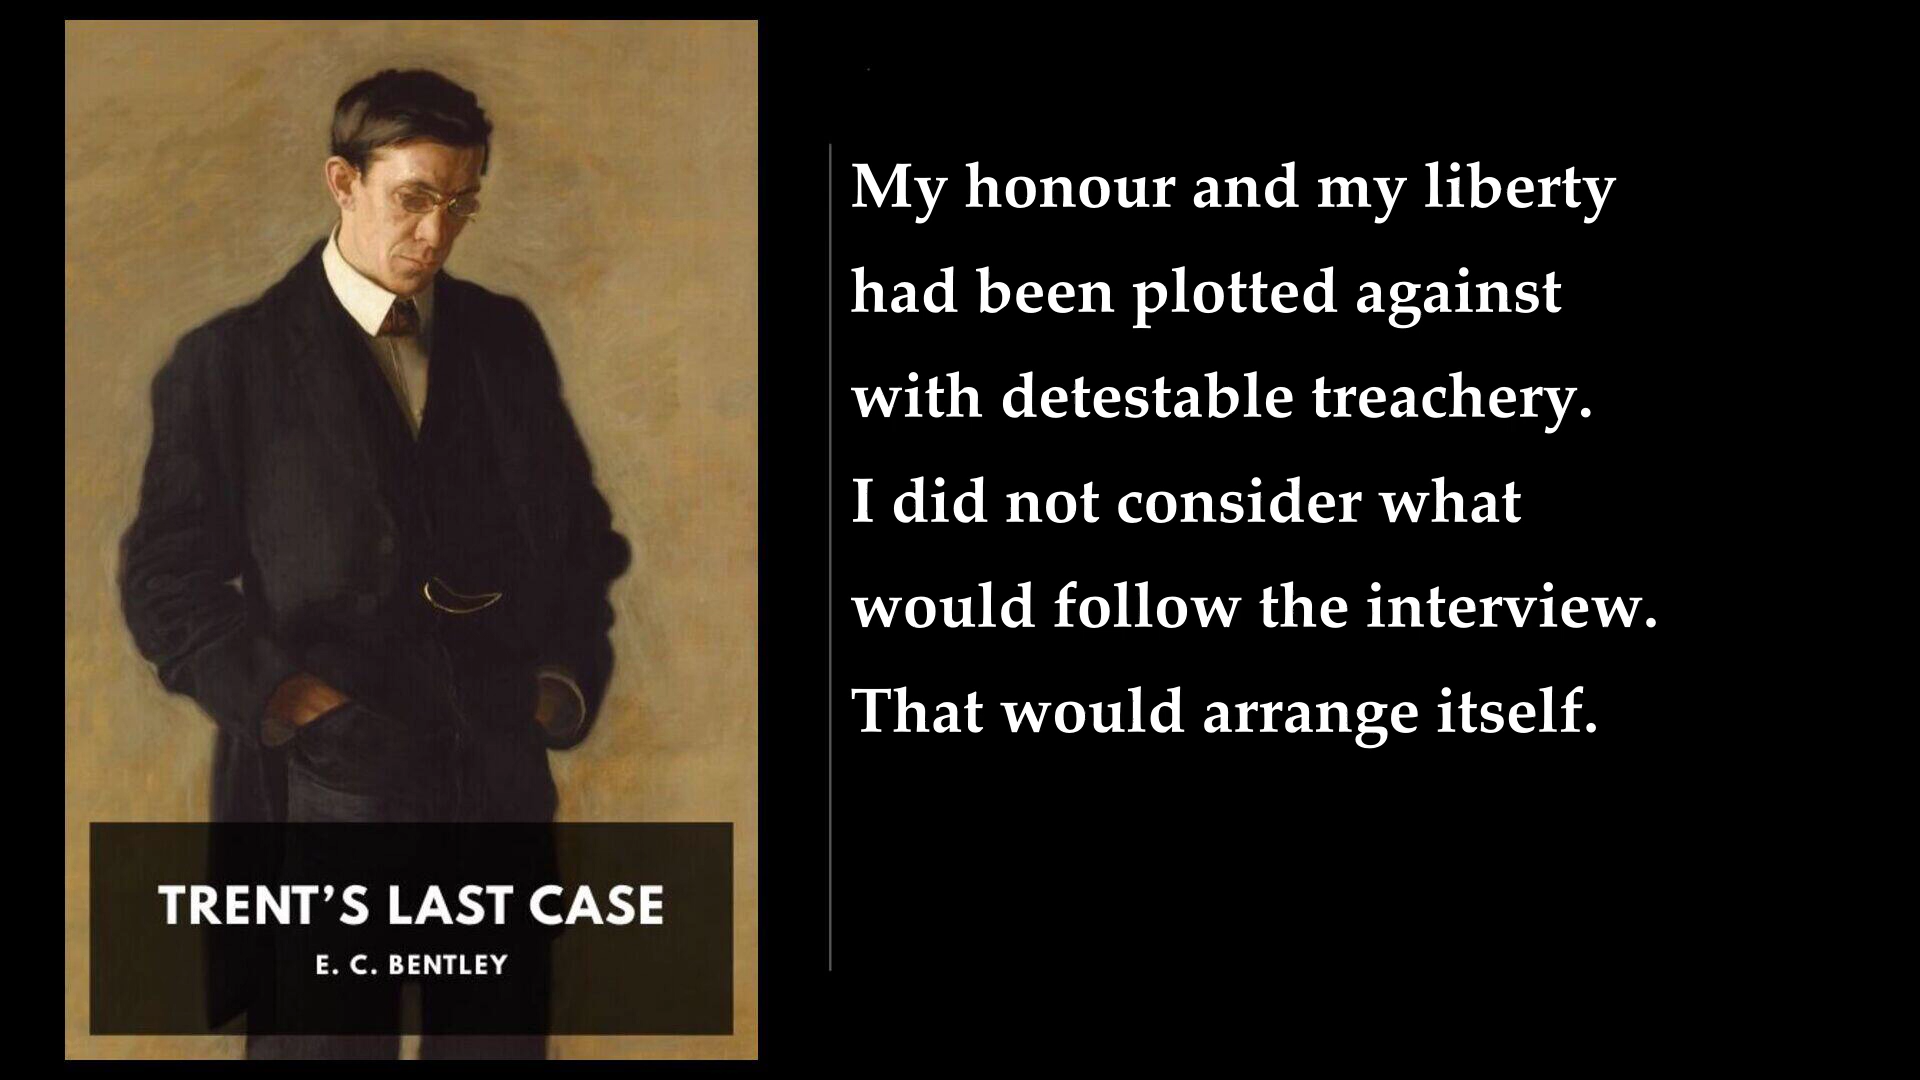 TRENT’S LAST CASE
E. C. BENTLEY
My honour and my liberty
had been plotted against
with detestable treachery.
I did not consider what
would follow the interview.
That would arrange itself.